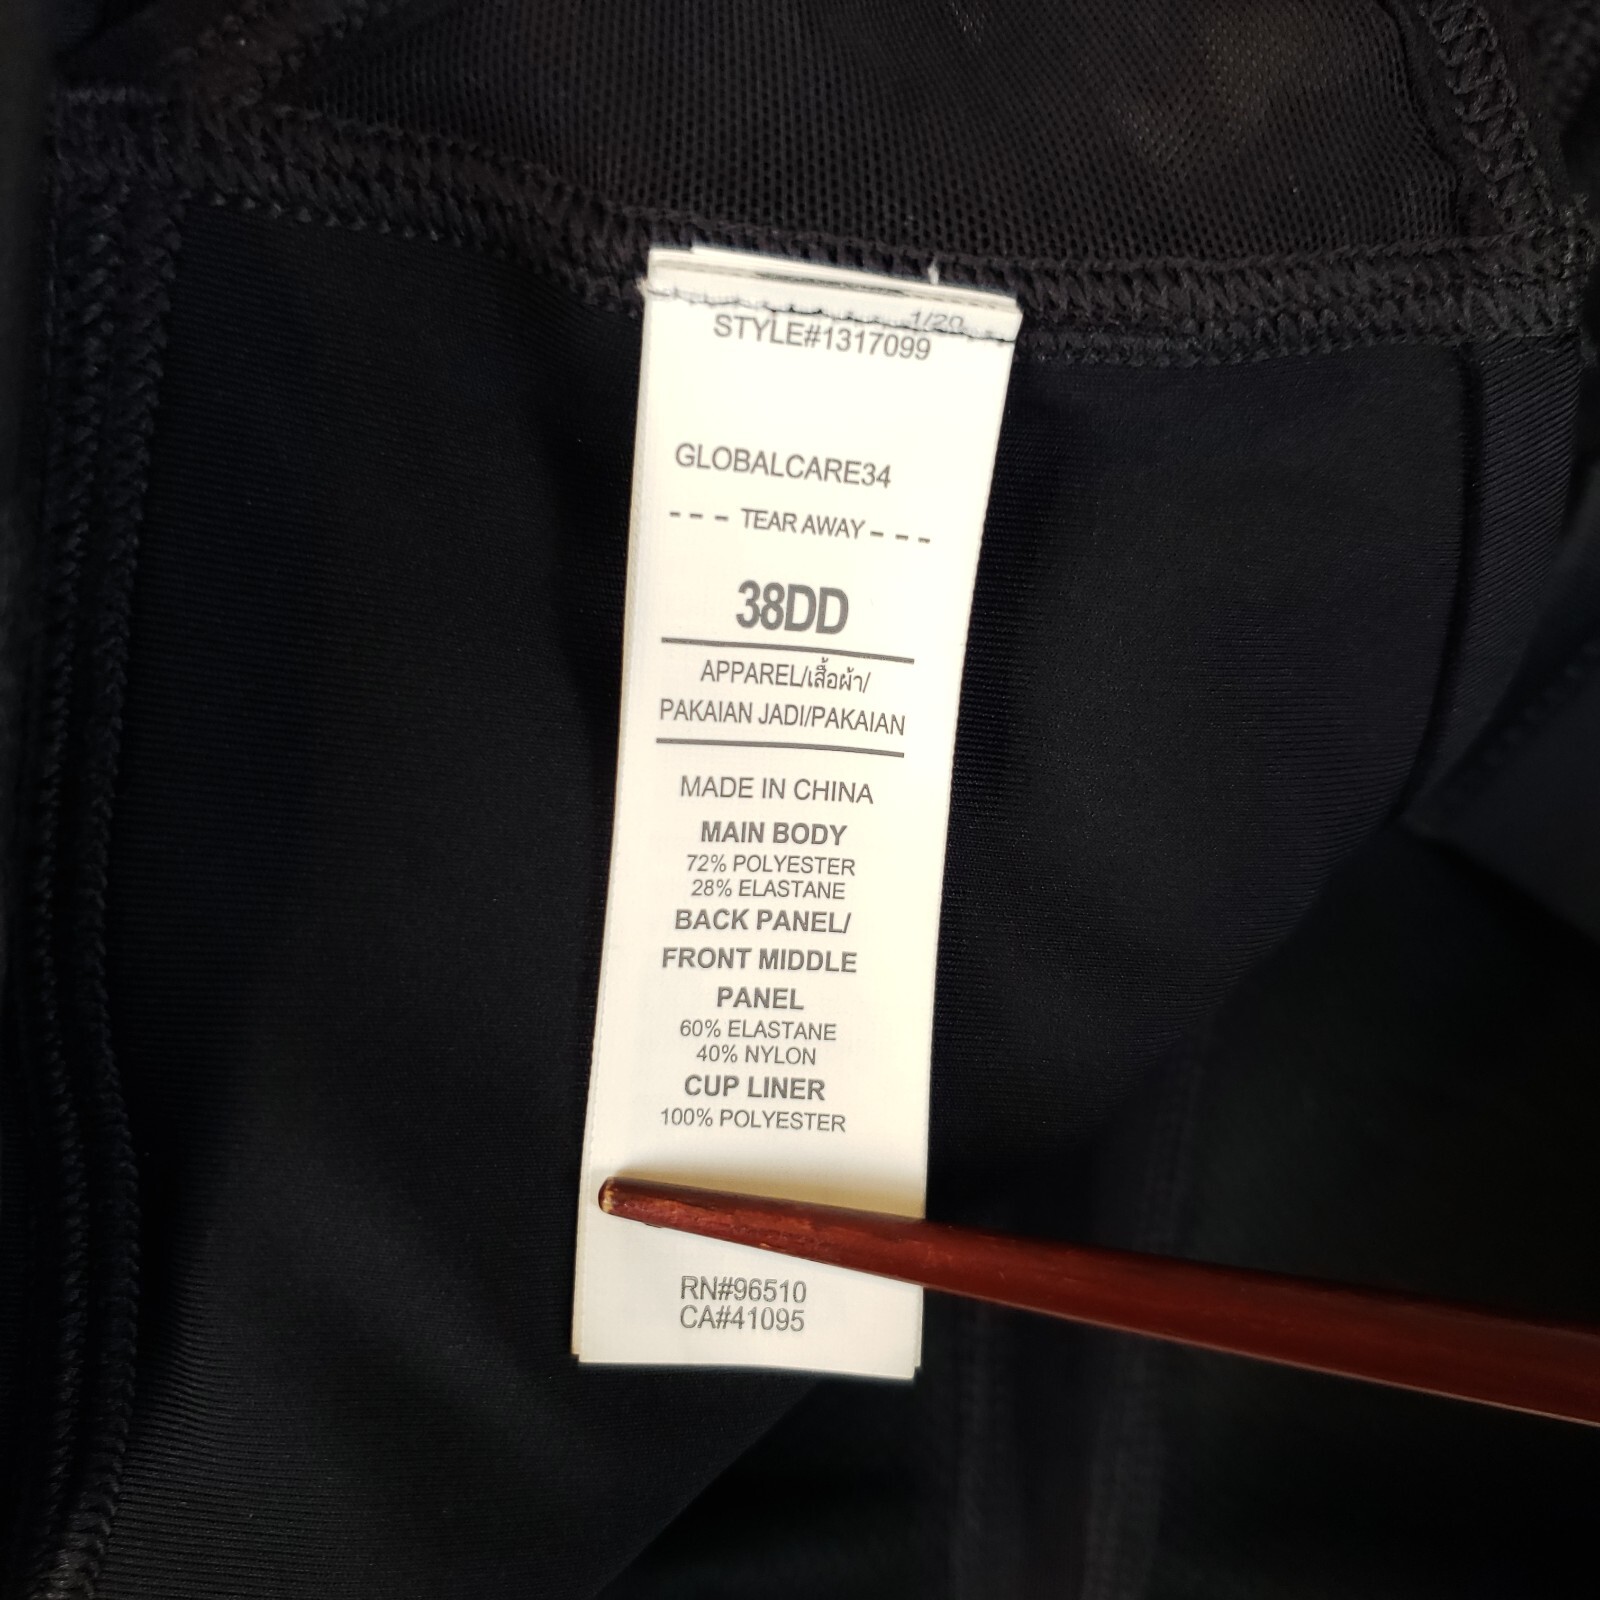 1/20
STYLE#1317099
GLOBALCARE34
- - - TEAR AWAY - - -
38DD
APPAREL/เสื้อผ้า/
PAKAIAN JADI/PAKAIAN
MADE IN CHINA
MAIN BODY
72% POLYESTER
28% ELASTANE
BACK PANEL/
FRONT MIDDLE
PANEL
60% ELASTANE
40% NYLON
CUP LINER
100% POLYESTER
RN#96510
CA#41095